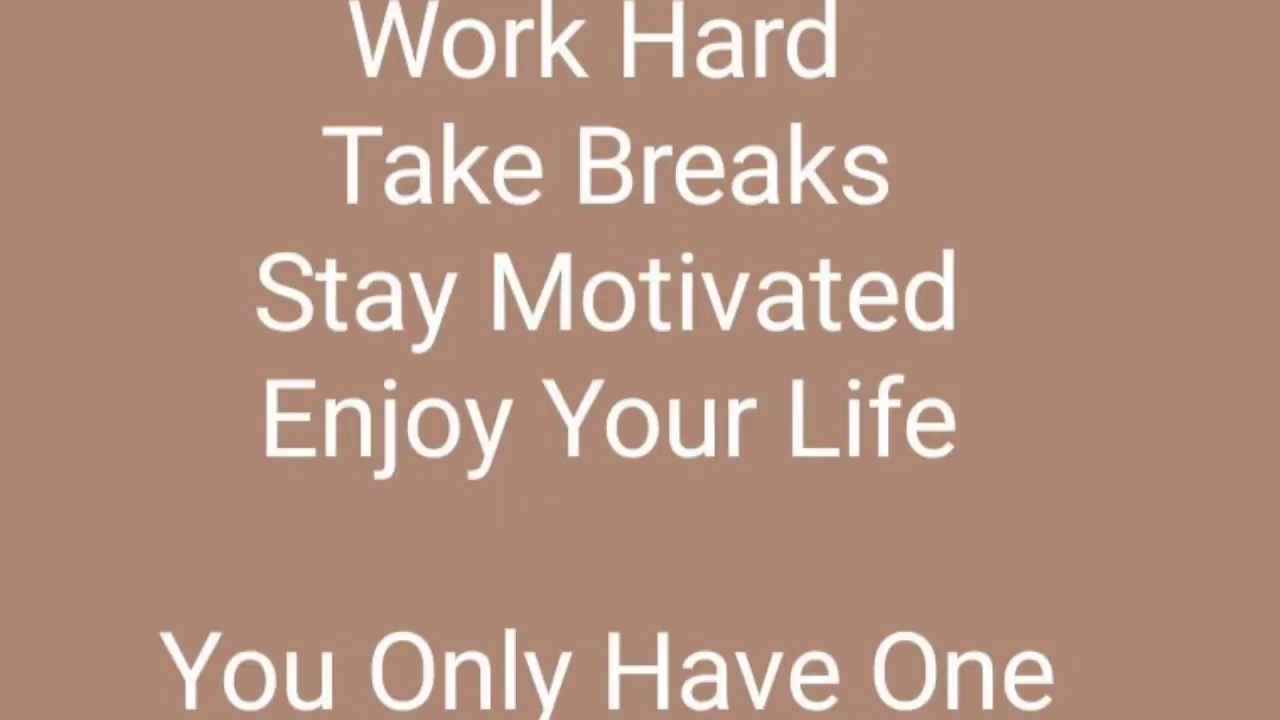 Work Hard
Take Breaks
Stay Motivated
Enjoy Your Life
You Only Have One